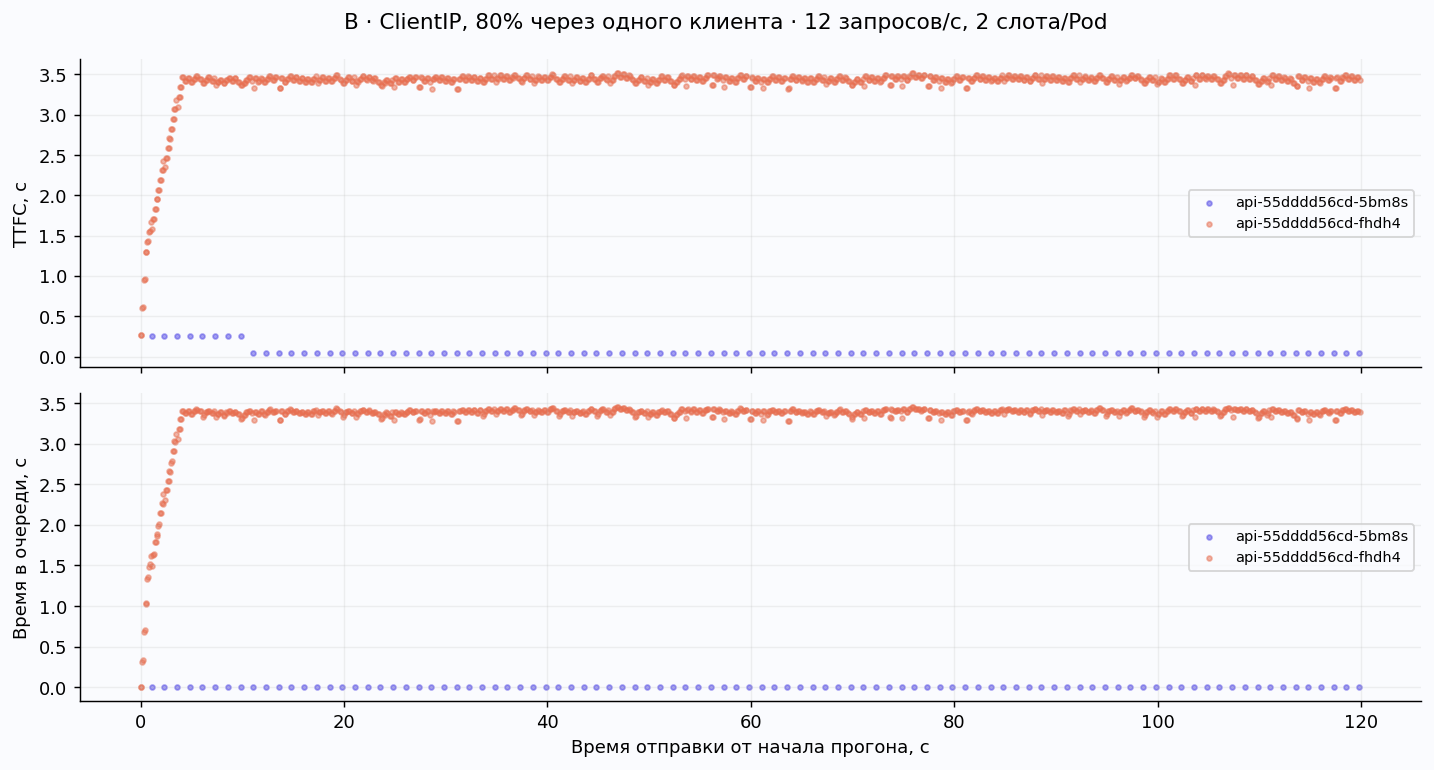 B · ClientIP, 80% через одного клиента · 12 запросов/с, 2 слота/Pod
TTFC, с
3.5
3.0
2.5
2.0
1.5
1.0
0.5
0.0
api-55dddd56cd-5bm8s
api-55dddd56cd-fhdh4
Время в очереди, с
3.5
3.0
2.5
2.0
1.5
1.0
0.5
0.0
api-55dddd56cd-5bm8s
api-55dddd56cd-fhdh4
0 20 40 60 80 100 120
Время отправки от начала прогона, с